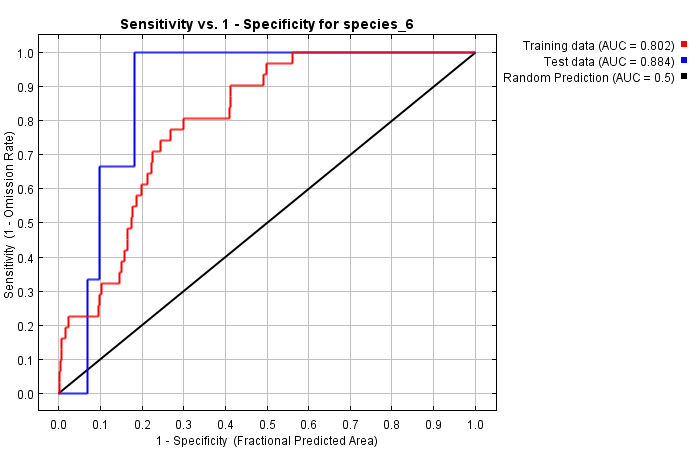 Sensitivity vs. 1 - Specificity for species_6
Training data (AUC = 0.802)
Test data (AUC = 0.884)
Random Prediction (AUC = 0.5)
Sensitivity (1 - Omission Rate)
1.0
0.9
0.8
0.7
0.6
0.5
0.4
0.3
0.2
0.1
0.0
0.0 0.1 0.2 0.3 0.4 0.5 0.6 0.7 0.8 0.9 1.0
1 - Specificity (Fractional Predicted Area)